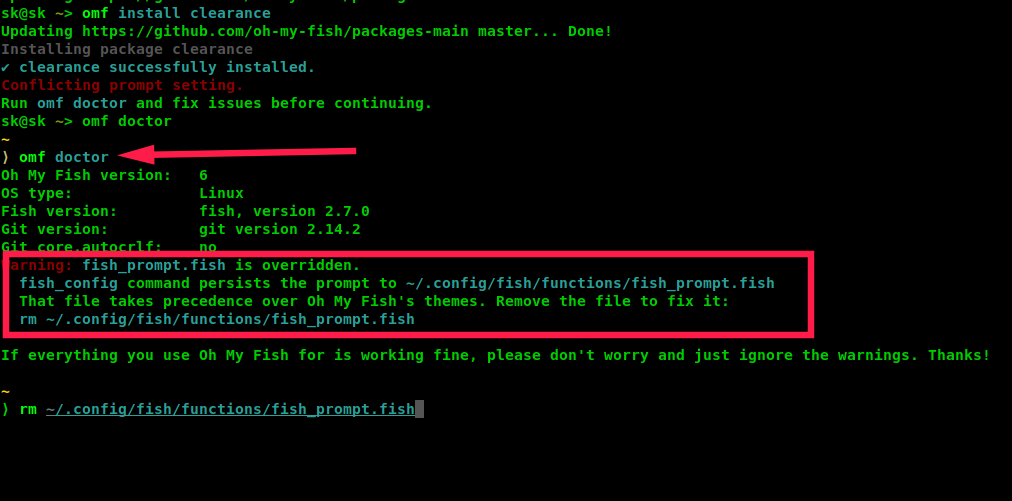 sk@sk ~> omf install clearance
Updating https://github.com/oh-my-fish/packages-main master... Done!
Installing package clearance
✔ clearance successfully installed.
Conflicting prompt setting.
Run omf doctor and fix issues before continuing.
sk@sk ~> omf doctor
~
⟩ omf doctor
Oh My Fish version:   6
OS type:              Linux
Fish version:         fish, version 2.7.0
Git version:          git version 2.14.2
Git core.autocrlf:    no
Warning: fish_prompt.fish is overridden.
  fish_config command persists the prompt to ~/.config/fish/functions/fish_prompt.fish
  That file takes precedence over Oh My Fish's themes. Remove the file to fix it:
  rm ~/.config/fish/functions/fish_prompt.fish
If everything you use Oh My Fish for is working fine, please don't worry and just ignore the warnings. Thanks!
~
⟩ rm ~/.config/fish/functions/fish_prompt.fish